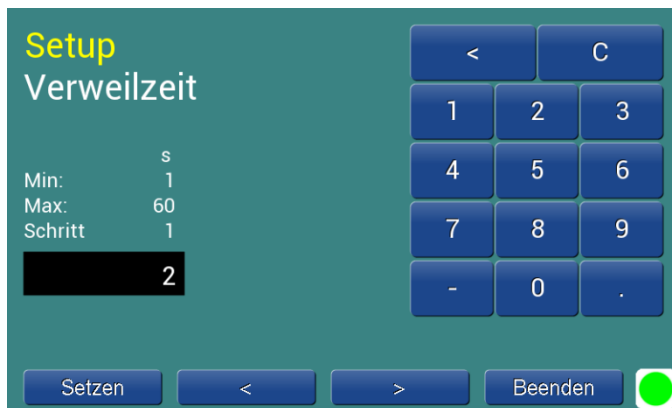 Setup
Verweilzeit
s
Min: 1
Max: 60
Schritt 1
2
< C
1 2 3
4 5 6
7 8 9
- 0 .
Setzen < > Beenden